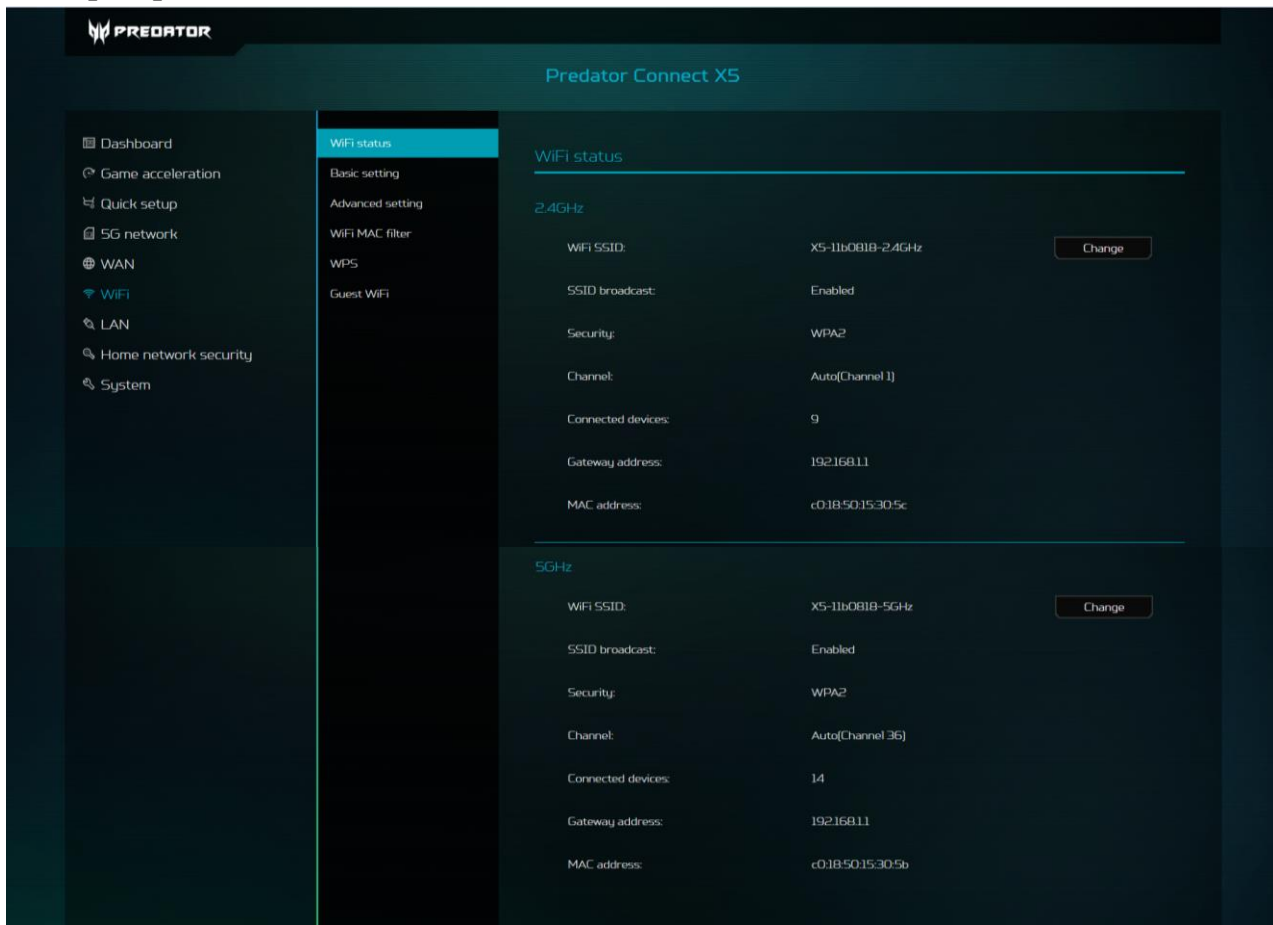 PREDATOR
Predator Connect X5
Dashboard
Game acceleration
Quick setup
5G network
WAN
WiFi
LAN
Home network security
System
WiFi status
Basic setting
Advanced setting
WiFi MAC filter
WPS
Guest WiFi
WiFi status
2.4GHz
WiFi SSID: X5-11b0818-2.4GHz Change
SSID broadcast: Enabled
Security: WPA2
Channel: Auto(Channel 1)
Connected devices: 9
Gateway address: 192.168.1.1
MAC address: c0:18:50:15:30:5c
5GHz
WiFi SSID: X5-11b0818-5GHz Change
SSID broadcast: Enabled
Security: WPA2
Channel: Auto(Channel 36)
Connected devices: 14
Gateway address: 192.168.1.1
MAC address: c0:18:50:15:30:5b